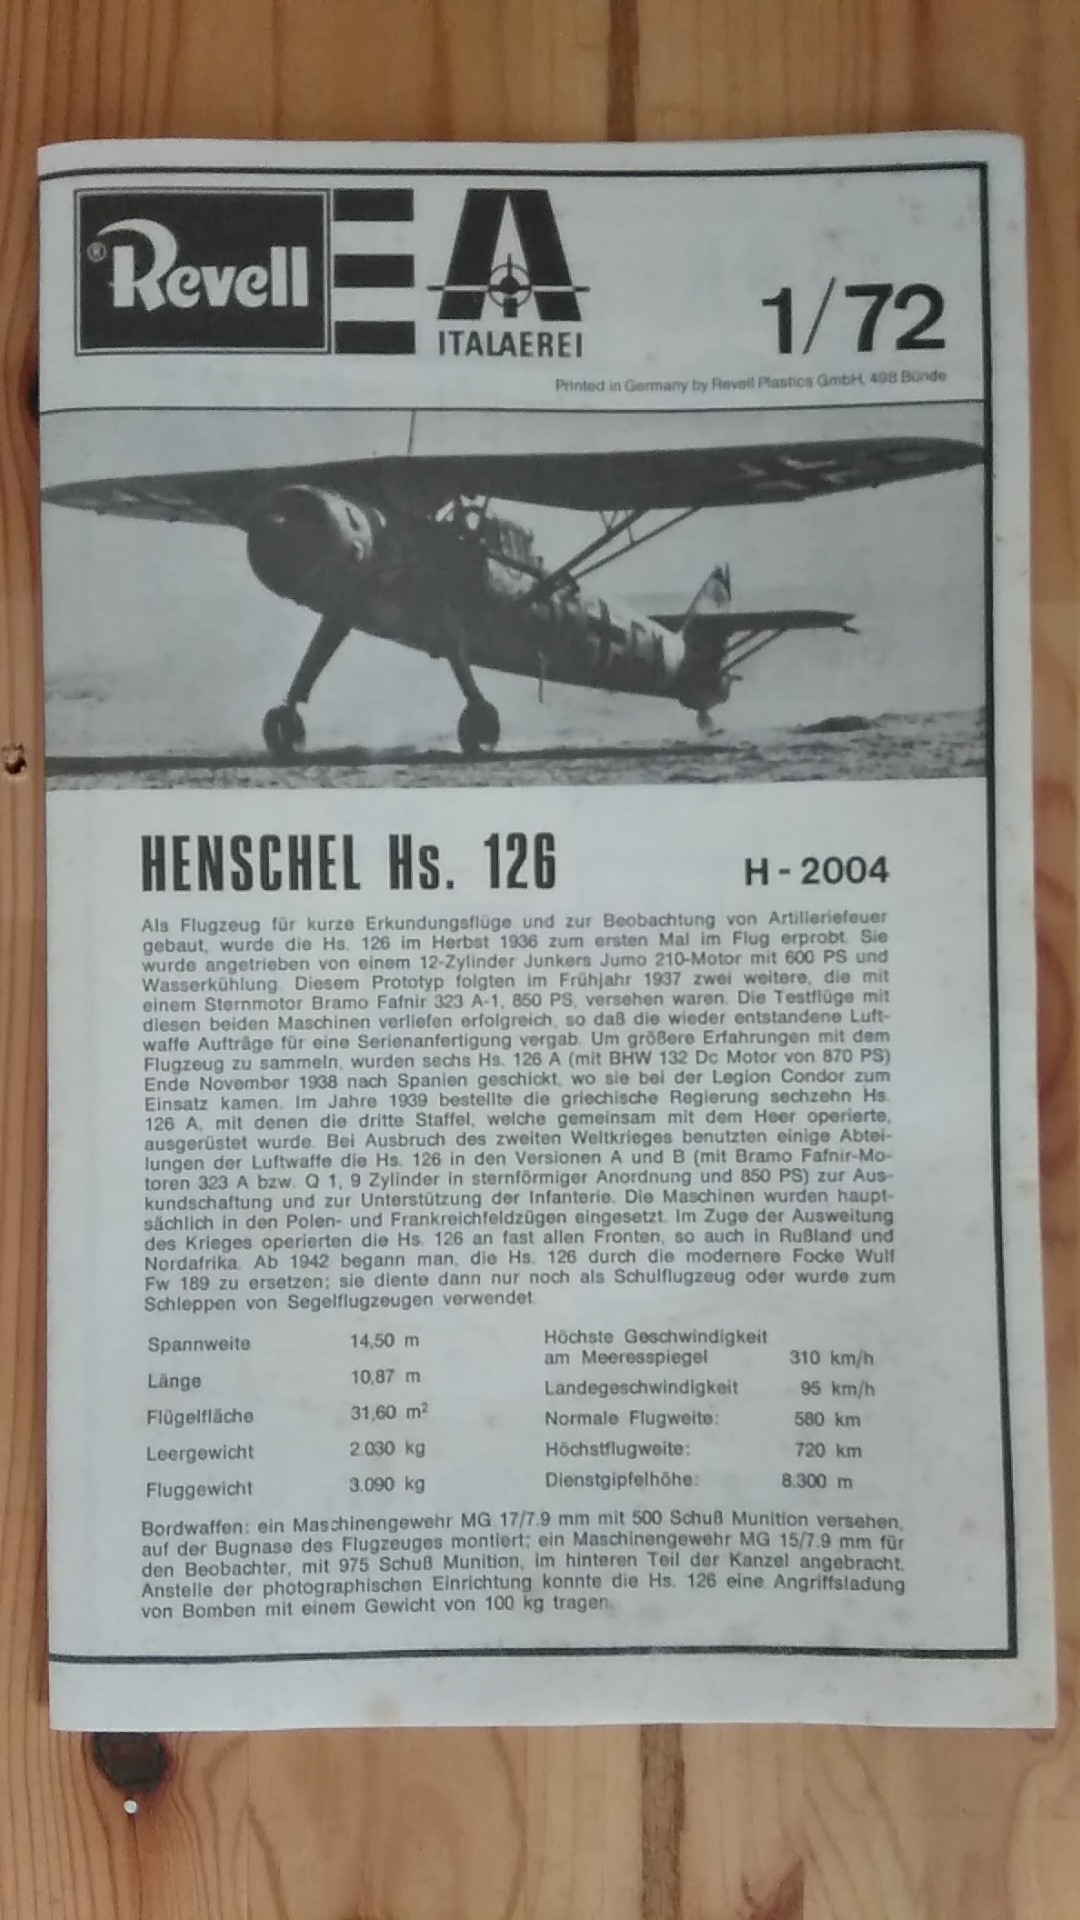 ® Revell
ITALAEREI
1/72
Printed in Germany by Revell Plastics GmbH, 498 Bünde
HENSCHEL Hs. 126
H-2004
Als Flugzeug für kurze Erkundungsflüge und zur Beobachtung von Artilleriefeuer
gebaut, wurde die Hs. 126 im Herbst 1936 zum ersten Mal im Flug erprobt. Sie
wurde angetrieben von einem 12-Zylinder Junkers Jumo 210-Motor mit 600 PS und
Wasserkühlung. Diesem Prototyp folgten im Frühjahr 1937 zwei weitere, die mit
einem Sternmotor Bramo Fafnir 323 A-1, 850 PS, versehen waren. Die Testflüge mit
diesen beiden Maschinen verliefen erfolgreich, so daß die wieder entstandene Luft-
waffe Aufträge für eine Serienanfertigung vergab. Um größere Erfahrungen mit dem
Flugzeug zu sammeln, wurden sechs Hs. 126 A (mit BHW 132 Dc Motor von 870 PS)
Ende November 1938 nach Spanien geschickt, wo sie bei der Legion Condor zum
Einsatz kamen. Im Jahre 1939 bestellte die griechische Regierung sechzehn Hs.
126 A, mit denen die dritte Staffel, welche gemeinsam mit dem Heer operierte,
ausgerüstet wurde. Bei Ausbruch des zweiten Weltkrieges benutzten einige Abtei-
lungen der Luftwaffe die Hs. 126 in den Versionen A und B (mit Bramo Fafnir-Mo-
toren 323 A bzw. Q 1, 9 Zylinder in sternförmiger Anordnung und 850 PS) zur Aus-
kundschaftung und zur Unterstützung der Infanterie. Die Maschinen wurden haupt-
sächlich in den Polen- und Frankreichfeldzügen eingesetzt. Im Zuge der Ausweitung
des Krieges operierten die Hs. 126 an fast allen Fronten, so auch in Rußland und
Nordafrika. Ab 1942 begann man, die Hs. 126 durch die modernere Focke Wulf
Fw 189 zu ersetzen; sie diente dann nur noch als Schulflugzeug oder wurde zum
Schleppen von Segelflugzeugen verwendet.
Spannweite 14,50 m
Länge 10,87 m
Flügelfläche 31,60 m²
Leergewicht 2.030 kg
Fluggewicht 3.090 kg
Höchste Geschwindigkeit
am Meeresspiegel 310 km/h
Landegeschwindigkeit 95 km/h
Normale Flugweite: 580 km
Höchstflugweite: 720 km
Dienstgipfelhöhe: 8.300 m
Bordwaffen: ein Maschinengewehr MG 17/7.9 mm mit 500 Schuß Munition versehen,
auf der Bugnase des Flugzeuges montiert; ein Maschinengewehr MG 15/7.9 mm für
den Beobachter, mit 975 Schuß Munition, im hinteren Teil der Kanzel angebracht.
Anstelle der photographischen Einrichtung konnte die Hs. 126 eine Angriffsladung
von Bomben mit einem Gewicht von 100 kg tragen.